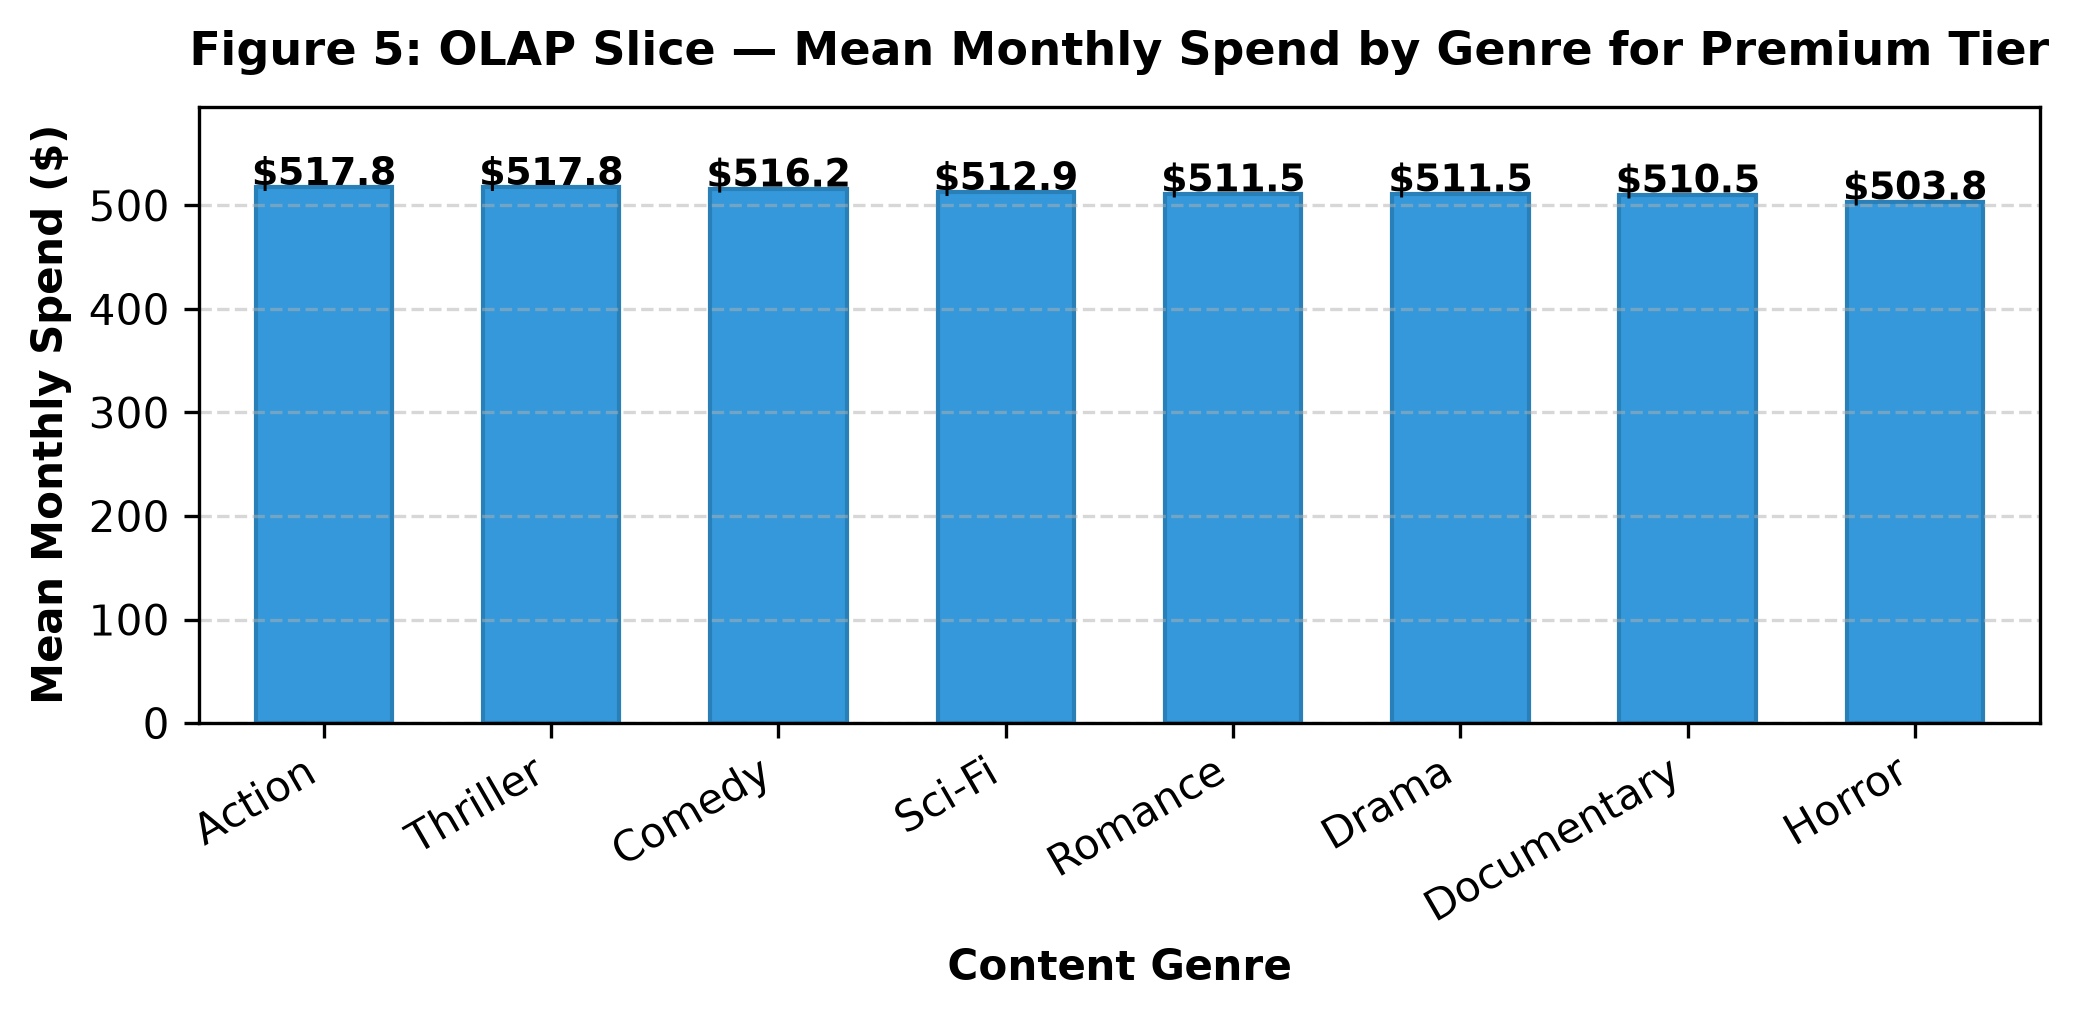 Figure 5: OLAP Slice — Mean Monthly Spend by Genre for Premium Tier
Mean Monthly Spend ($)
500
400
300
200
100
0
$517.8
$517.8
$516.2
$512.9
$511.5
$511.5
$510.5
$503.8
Action
Thriller
Comedy
Sci-Fi
Romance
Drama
Documentary
Horror
Content Genre